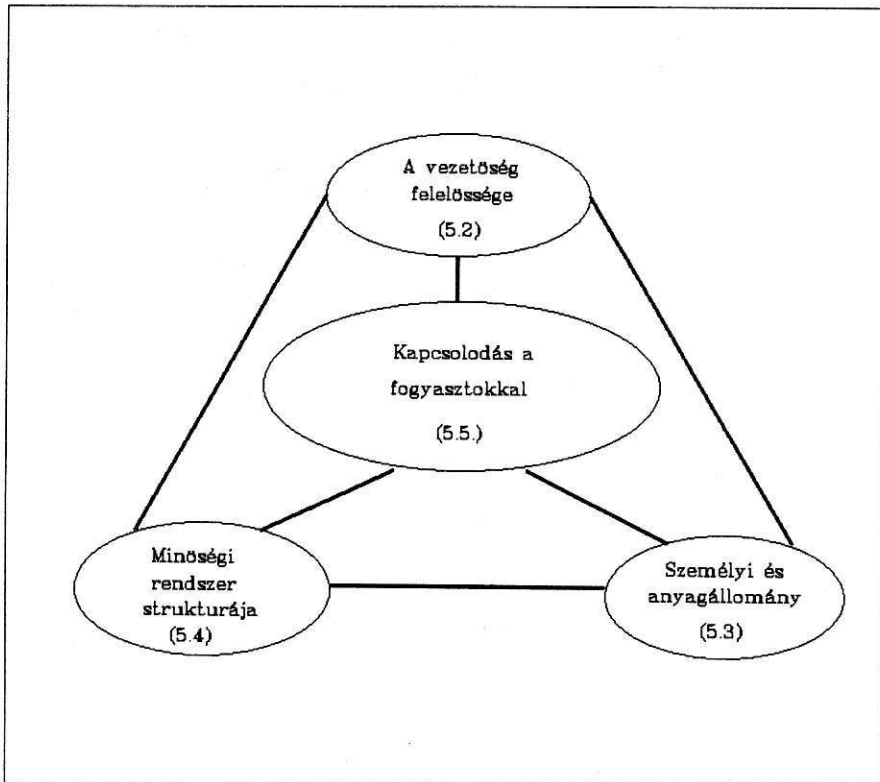 A vezetöség
felelössége
(5.2)
Kapcsolodás a
fogyasztokkal
(5.5.)
Minöségi
rendszer
strukturája
(5.4)
Személyi és
anyagállomány
(5.3)